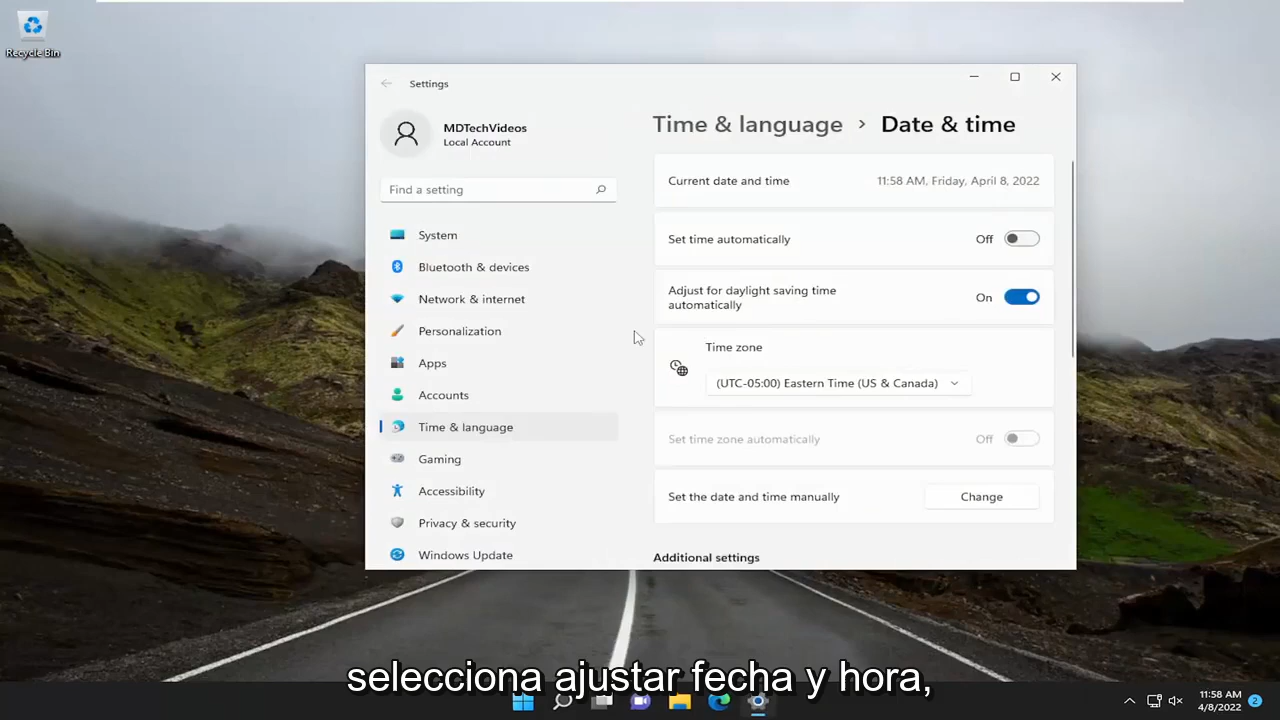 Recycle Bin
Settings
MDTechVideos
Local Account
Find a setting
System
Bluetooth & devices
Network & internet
Personalization
Apps
Accounts
Time & language
Gaming
Accessibility
Privacy & security
Windows Update
Time & language > Date & time
Current date and time 11:58 AM, Friday, April 8, 2022
Set time automatically Off
Adjust for daylight saving time
automatically
On
Time zone
(UTC-05:00) Eastern Time (US & Canada)
Set time zone automatically Off
Set the date and time manually Change
Additional settings
selecciona ajustar fecha y hora,
11:58 AM
4/8/2022
2